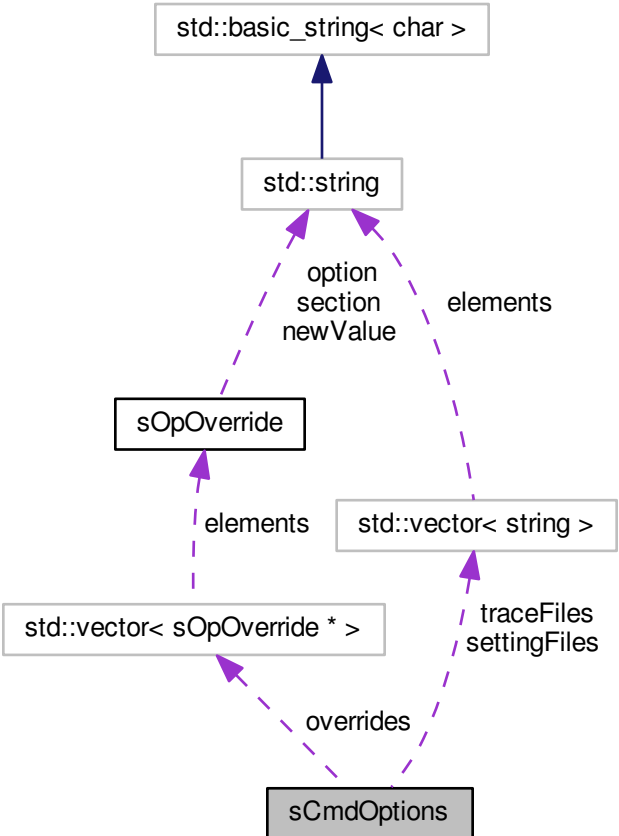 std::basic_string< char >
std::string
option
section
newValue
elements
sOpOverride
elements
std::vector< string >
std::vector< sOpOverride * >
traceFiles
settingFiles
overrides
sCmdOptions